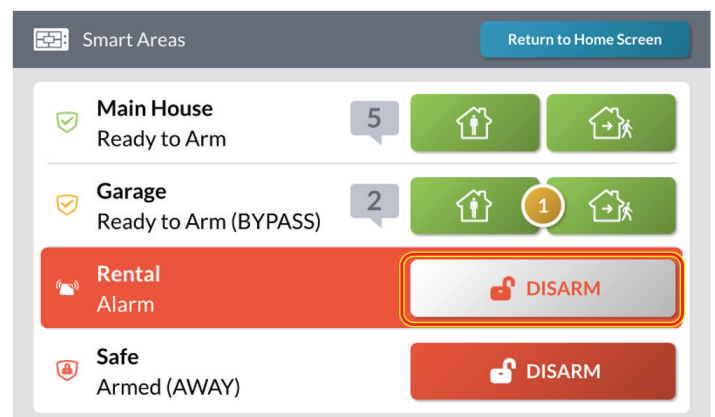 Smart Areas
Return to Home Screen
Main House
Ready to Arm
5
Garage
Ready to Arm (BYPASS)
2
1
Rental
Alarm
DISARM
Safe
Armed (AWAY)
DISARM